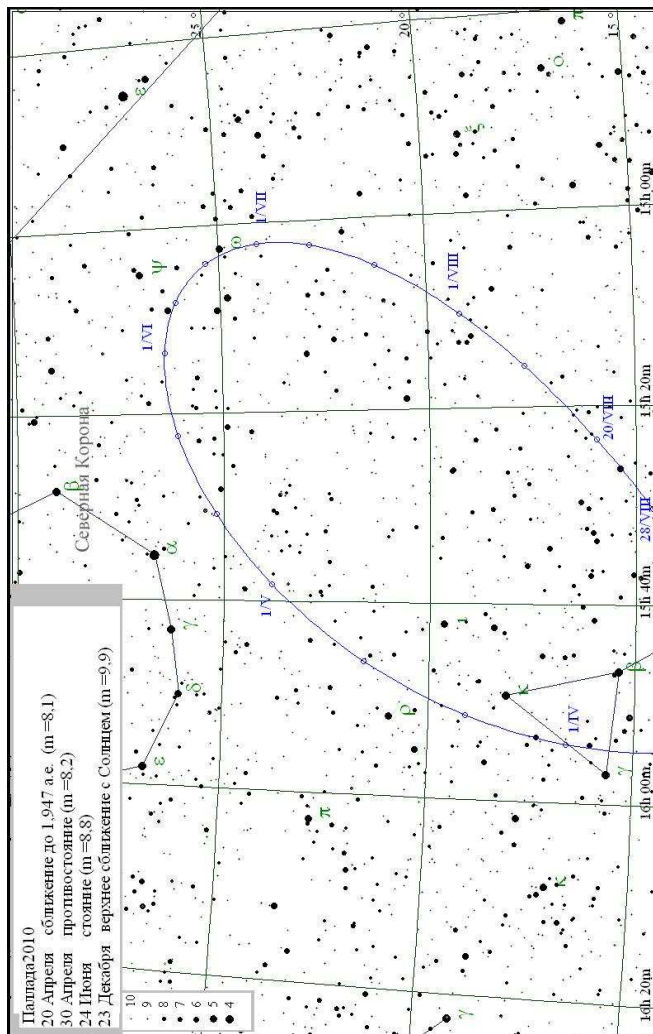 Паллада2010
20 Апреля сближение до 1,947 а.е. (m =8,1)
30 Апреля противостояние (m =8,2)
24 Июня стояние (m =8,8)
23 Декабря верхнее сближение с Солнцем (m =9,9)
10
9
8
7
6
5
4
Северная Корона
ε
δ
γ
α
β
ψ
ω
ε
π
ρ
ι
κ
γ
β
κ
γ
ξ
ο
π
1/IV
1/V
1/VI
1/VII
1/VIII
20/VIII
28/VIII
25 °
20 °
15 °
16h 20m
16h 00m
15h 40m
15h 20m
15h 00m